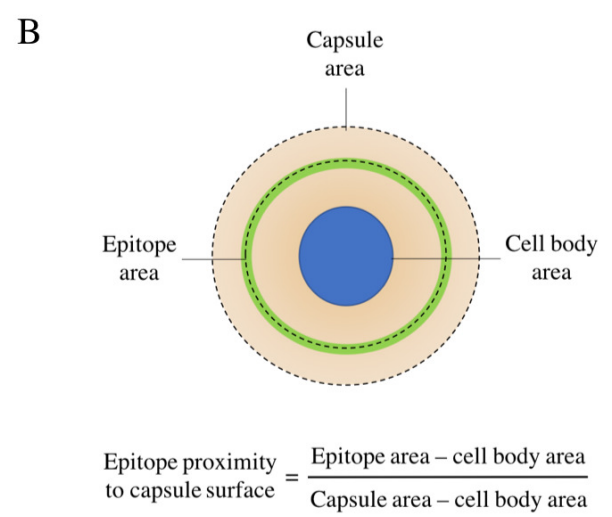 B
Capsule
area
Epitope
area
Cell body
area
Epitope proximity
to capsule surface
=
Epitope area – cell body area
Capsule area – cell body area